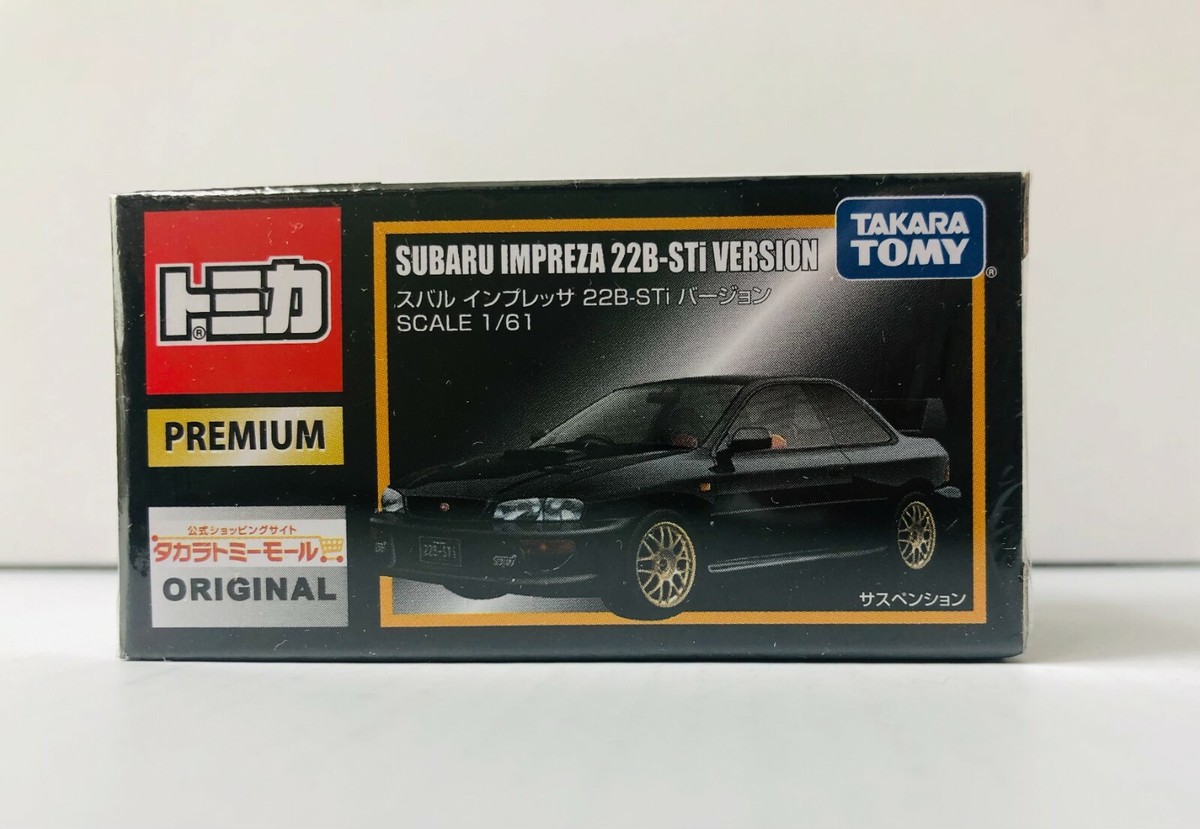 トミカ
®
PREMIUM
公式ショッピングサイト
タカラトミーモール
ORIGINAL
SUBARU IMPREZA 22B-STi VERSION
スバル インプレッサ 22B-STi バージョン
SCALE 1/61
TAKARA
TOMY
®
22B-STi
サスペンション